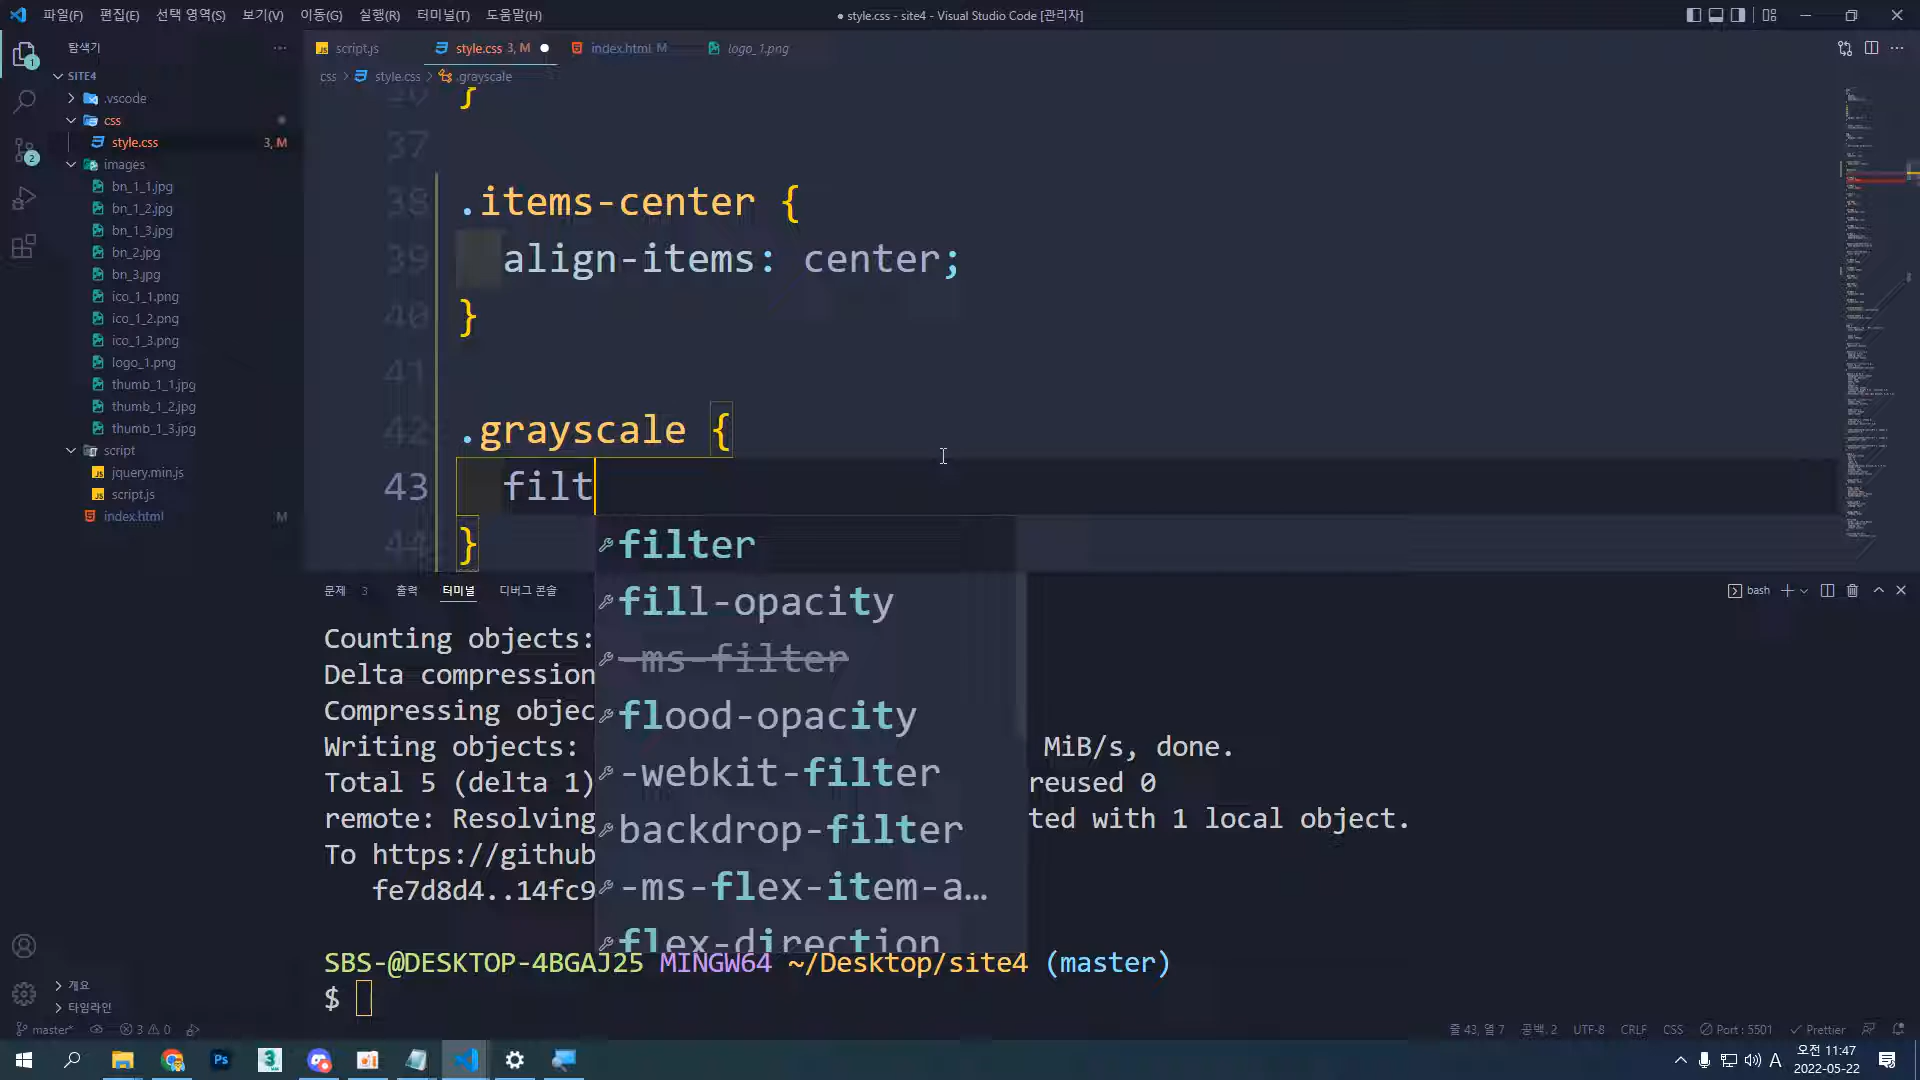 파일(F) 편집(E) 선택 영역(S) 보기(V) 이동(G) 실행(R) 터미널(T) 도움말(H)
● style.css - site4 - Visual Studio Code [관리자]
탐색기
script.js
style.css 3, M
index.html M
logo_1.png
css > style.css > .grayscale
SITE4
.vscode
css
style.css 3, M
images
bn_1_1.jpg
bn_1_2.jpg
bn_1_3.jpg
bn_2.jpg
bn_3.jpg
ico_1_1.png
ico_1_2.png
ico_1_3.png
logo_1.png
thumb_1_1.jpg
thumb_1_2.jpg
thumb_1_3.jpg
script
jquery.min.js
script.js
index.html M
개요
타임라인
1
2
}
37
38 .items-center {
39 align-items: center;
40 }
41
42 .grayscale {
43 filt
44 }
filter
fill-opacity
-ms-filter
flood-opacity
-webkit-filter
backdrop-filter
-ms-flex-item-a…
flex-direction
문제 3 출력 터미널 디버그 콘솔
bash
Counting objects:
Delta compression
Compressing objec
Writing objects: MiB/s, done.
Total 5 (delta 1) reused 0
remote: Resolving ted with 1 local object.
To https://github
fe7d8d4..14fc9
SBS-@DESKTOP-4BGAJ25 MINGW64 ~/Desktop/site4 (master)
$
master* 3 0
줄 43, 열 7 공백: 2 UTF-8 CRLF CSS Port : 5501 Prettier
Ps 3
A
오전 11:47
2022-05-22